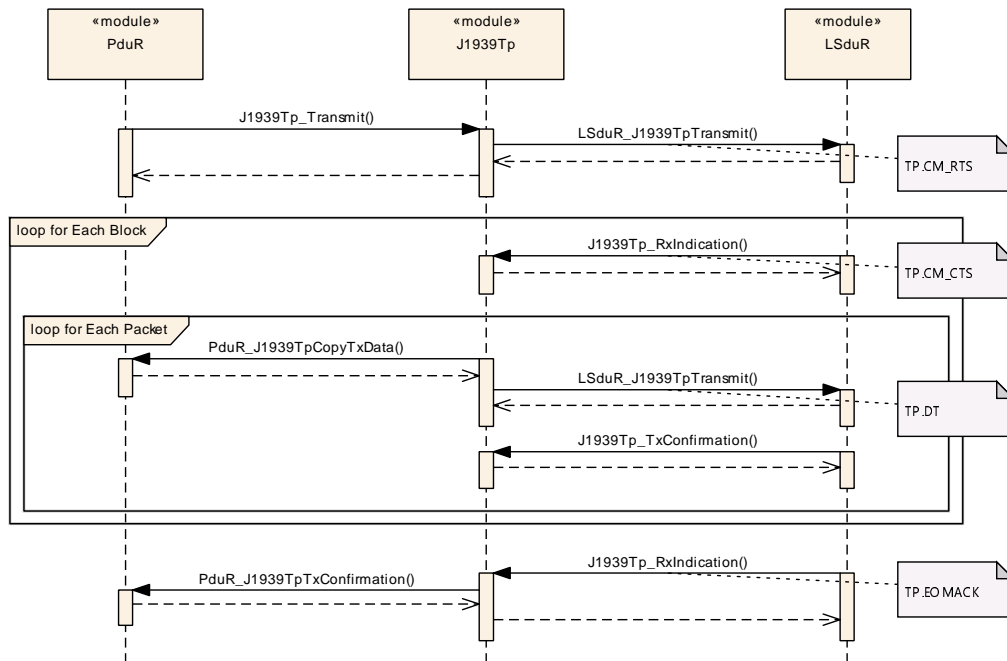 «module»
PduR
«module»
J1939Tp
«module»
LSduR
J1939Tp_Transmit()
LSduR_J1939TpTransmit()
TP.CM_RTS
loop for Each Block
J1939Tp_RxIndication()
TP.CM_CTS
loop for Each Packet
PduR_J1939TpCopyTxData()
LSduR_J1939TpTransmit()
TP.DT
J1939Tp_TxConfirmation()
J1939Tp_RxIndication()
PduR_J1939TpTxConfirmation()
TP.EOMACK